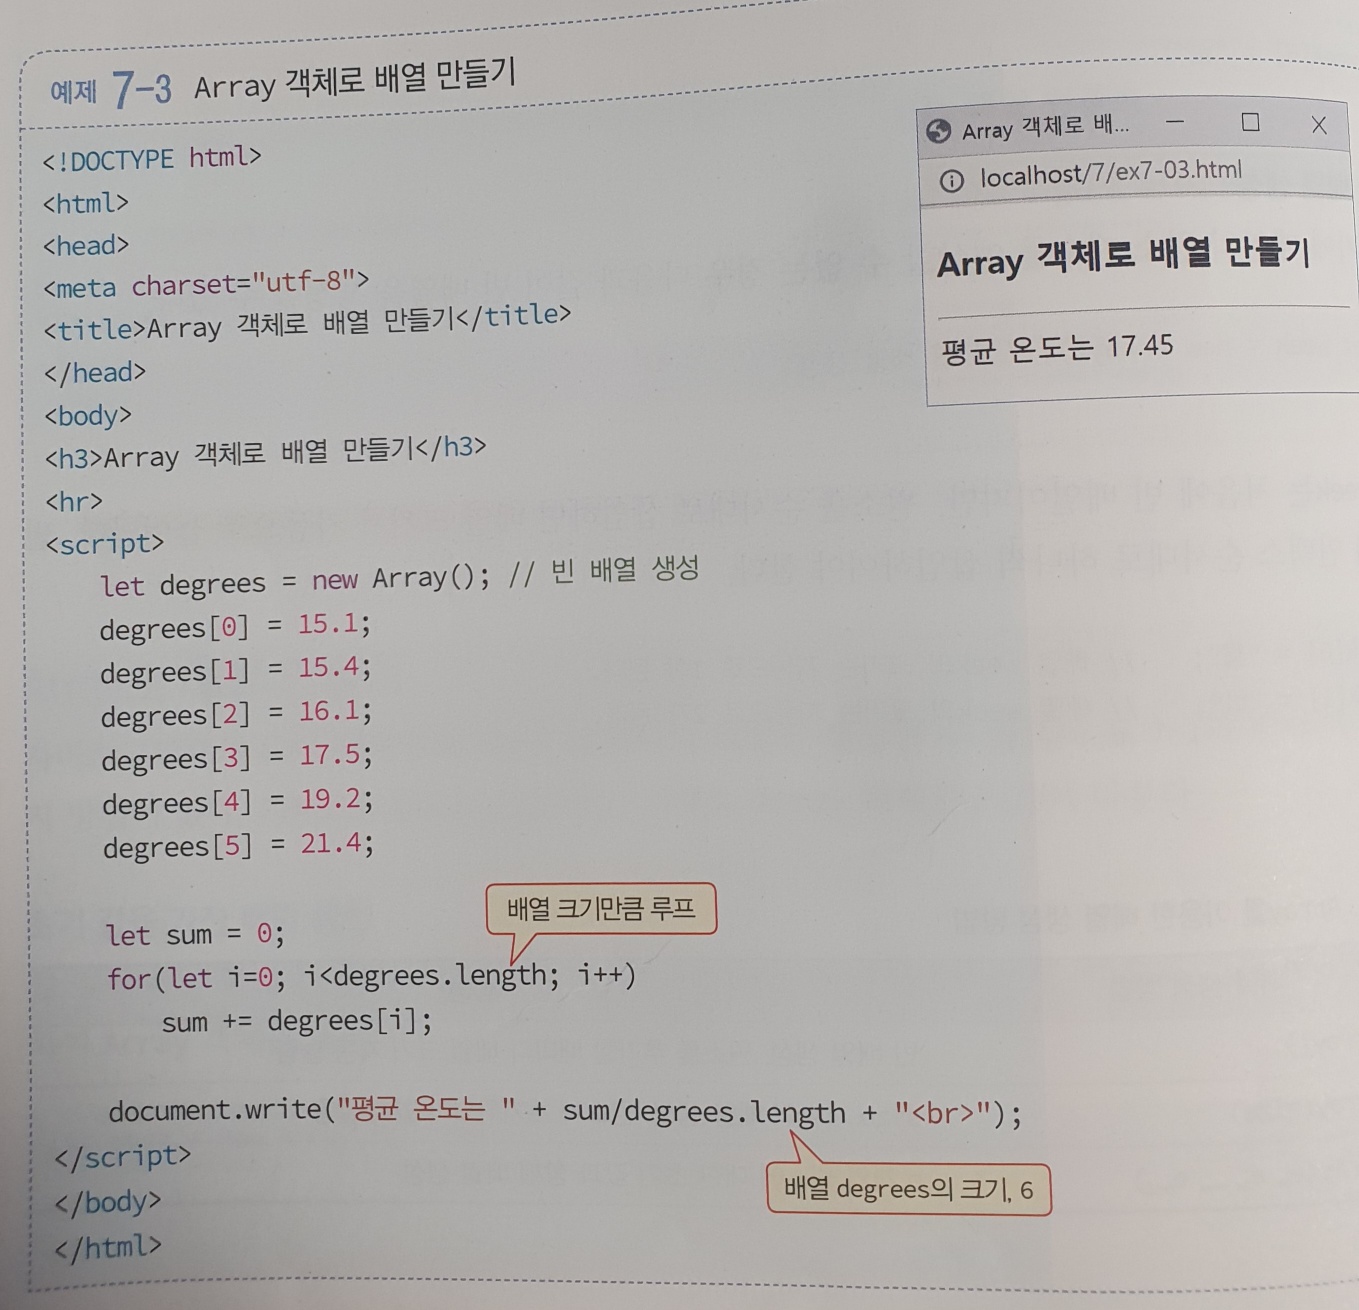 예제 7-3 Array 객체로 배열 만들기
<!DOCTYPE html>
<html>
<head>
<meta charset="utf-8">
<title>Array 객체로 배열 만들기</title>
</head>
<body>
<h3>Array 객체로 배열 만들기</h3>
<hr>
<script>
let degrees = new Array(); // 빈 배열 생성
degrees[0] = 15.1;
degrees[1] = 15.4;
degrees[2] = 16.1;
degrees[3] = 17.5;
degrees[4] = 19.2;
degrees[5] = 21.4;
배열 크기만큼 루프
let sum = 0;
for(let i=0; i<degrees.length; i++)
sum += degrees[i];
document.write("평균 온도는 " + sum/degrees.length + "<br>");
</script>
배열 degrees의 크기, 6
</body>
</html>
Array 객체로 배...
localhost/7/ex7-03.html
Array 객체로 배열 만들기
평균 온도는 17.45